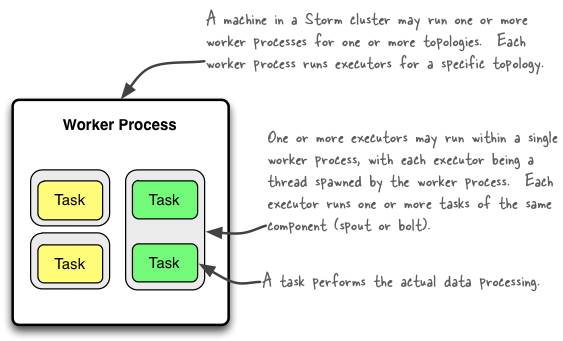 A machine in a Storm cluster may run one or more
worker processes for one or more topologies. Each
worker process runs executors for a specific topology.
Worker Process
One or more executors may run within a single
worker process, with each executor being a
thread spawned by the worker process. Each
executor runs one or more tasks of the same
component (spout or bolt).
Task
Task
Task
Task
A task performs the actual data processing.